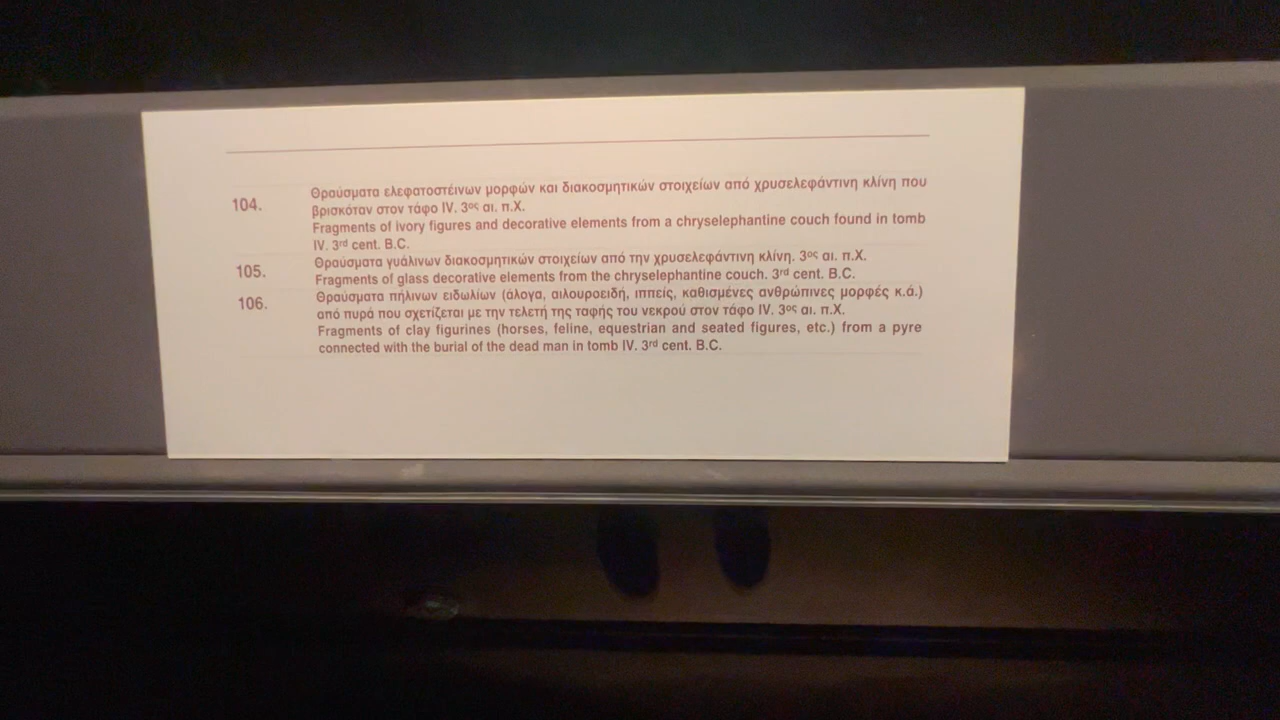 104. Θραύσματα ελεφατοστέινων μορφών και διακοσμητικών στοιχείων από χρυσελεφάντινη κλίνη που
βρισκόταν στον τάφο IV. 3ος αι. π.Χ.
Fragments of ivory figures and decorative elements from a chryselephantine couch found in tomb
IV. 3rd cent. B.C.
105. Θραύσματα γυάλινων διακοσμητικών στοιχείων από την χρυσελεφάντινη κλίνη. 3ος αι. π.Χ.
Fragments of glass decorative elements from the chryselephantine couch. 3rd cent. B.C.
106. Θραύσματα πήλινων ειδωλίων (άλογα, αιλουροειδή, ιππείς, καθισμένες ανθρώπινες μορφές κ.ά.)
από πυρά που σχετίζεται με την τελετή της ταφής του νεκρού στον τάφο IV. 3ος αι. π.Χ.
Fragments of clay figurines (horses, feline, equestrian and seated figures, etc.) from a pyre
connected with the burial of the dead man in tomb IV. 3rd cent. B.C.